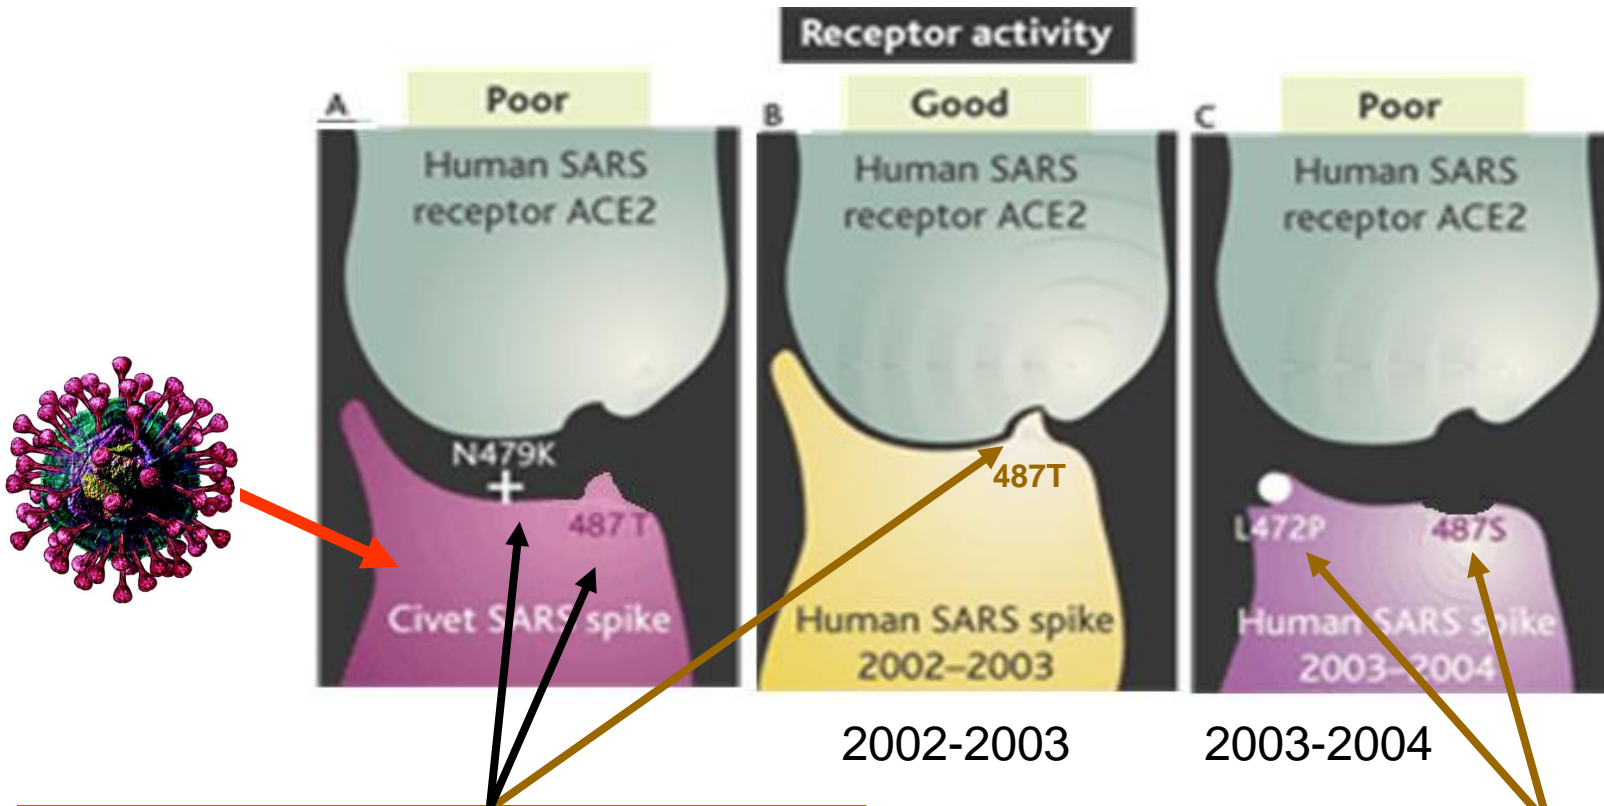 Receptor activity
A
Poor
Human SARS
receptor ACE2
N479K
+
487 T
Civet SARS spike
B
Good
Human SARS
receptor ACE2
487T
Human SARS spike
2002–2003
2002-2003
C
Poor
Human SARS
receptor ACE2
L472P
487S
Human SARS spike
2003–2004
2003-2004